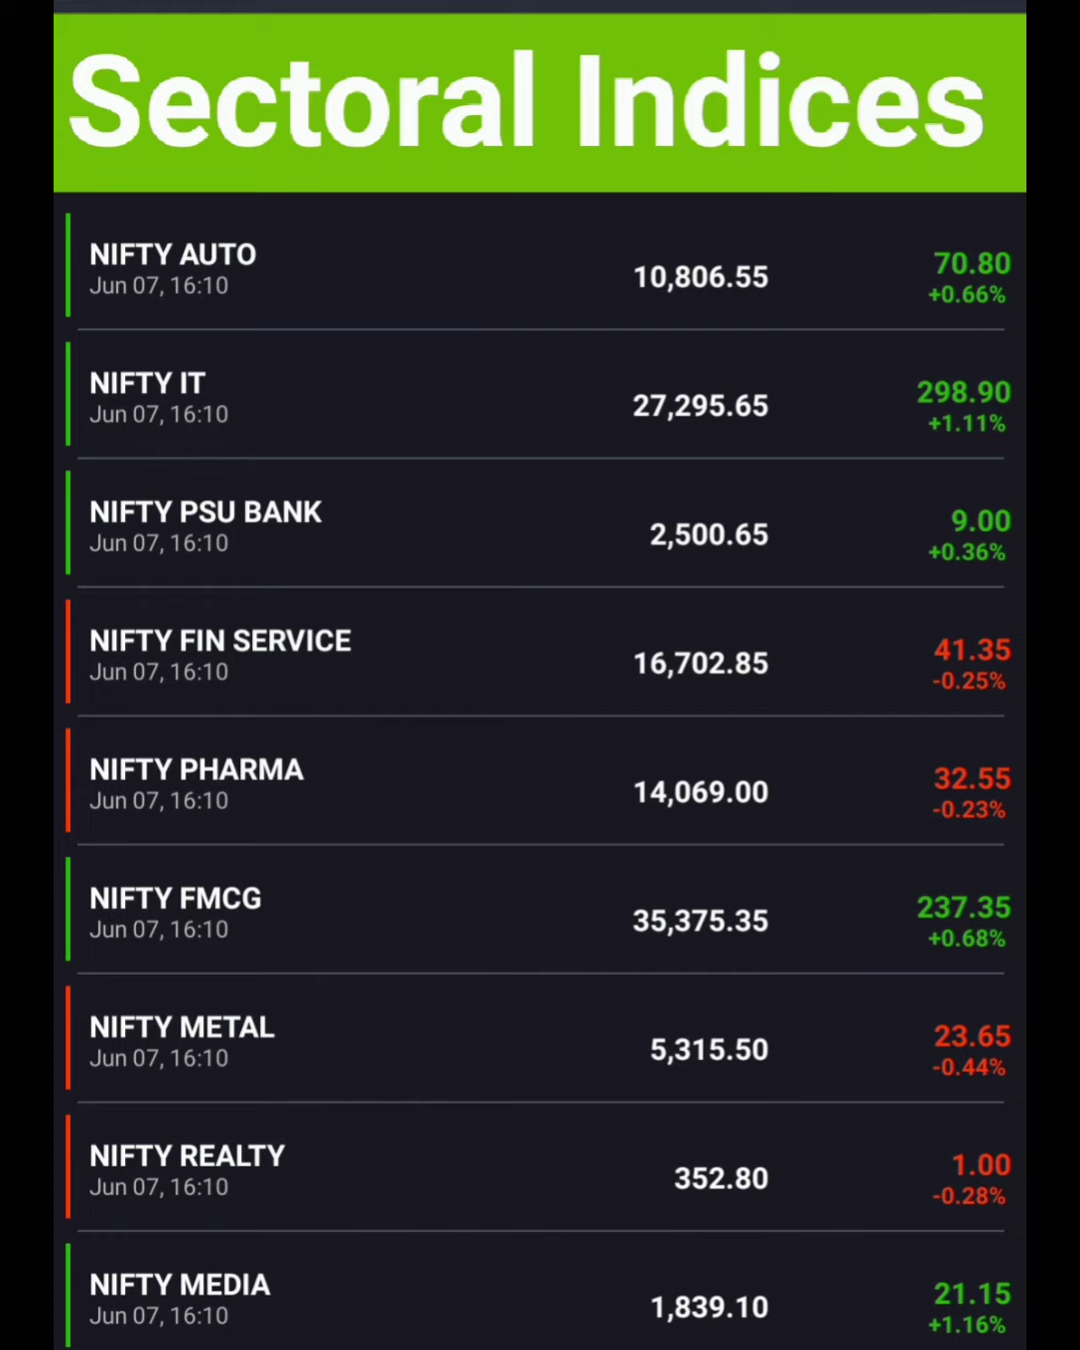 Sectoral Indices
NIFTY AUTO
Jun 07, 16:10
10,806.55
70.80
+0.66%
NIFTY IT
Jun 07, 16:10
27,295.65
298.90
+1.11%
NIFTY PSU BANK
Jun 07, 16:10
2,500.65
9.00
+0.36%
NIFTY FIN SERVICE
Jun 07, 16:10
16,702.85
41.35
-0.25%
NIFTY PHARMA
Jun 07, 16:10
14,069.00
32.55
-0.23%
NIFTY FMCG
Jun 07, 16:10
35,375.35
237.35
+0.68%
NIFTY METAL
Jun 07, 16:10
5,315.50
23.65
-0.44%
NIFTY REALTY
Jun 07, 16:10
352.80
1.00
-0.28%
NIFTY MEDIA
Jun 07, 16:10
1,839.10
21.15
+1.16%